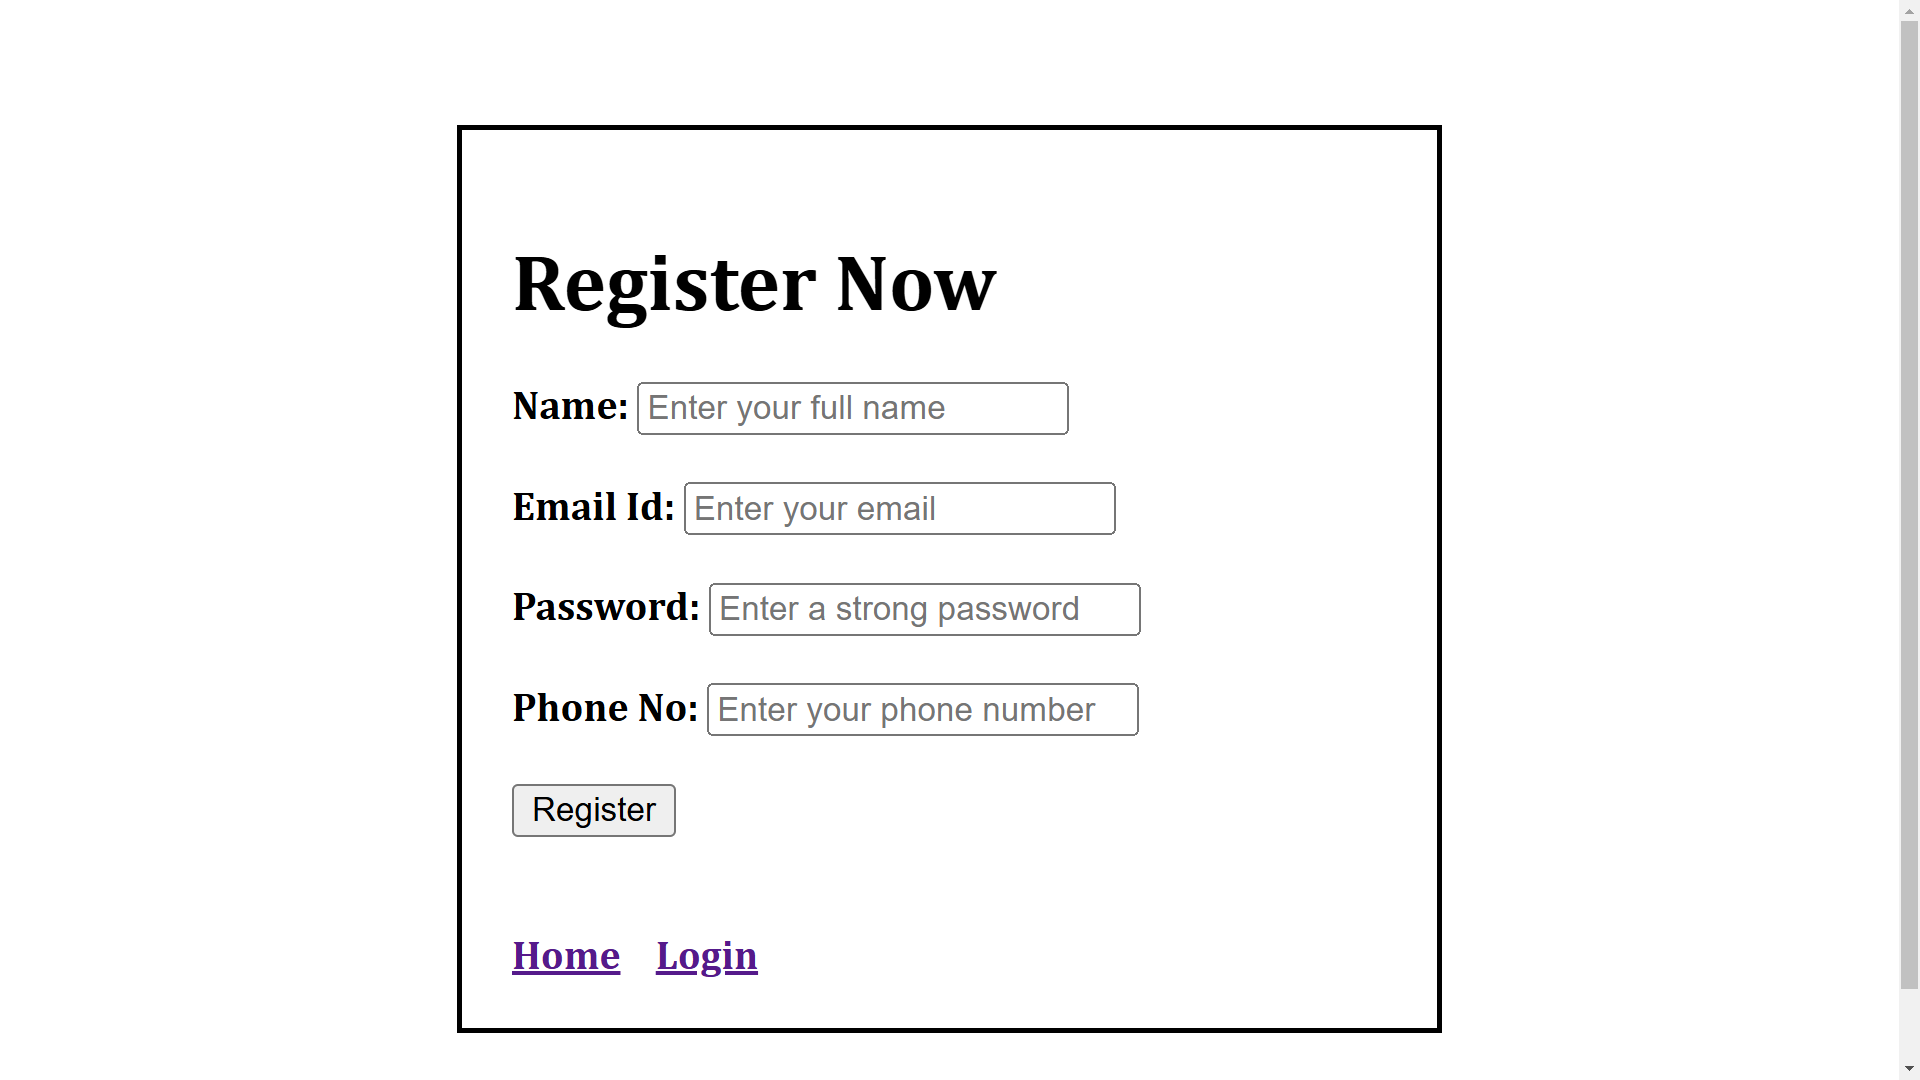 Register Now
Name: Enter your full name
Email Id: Enter your email
Password: Enter a strong password
Phone No: Enter your phone number
Register
Home Login